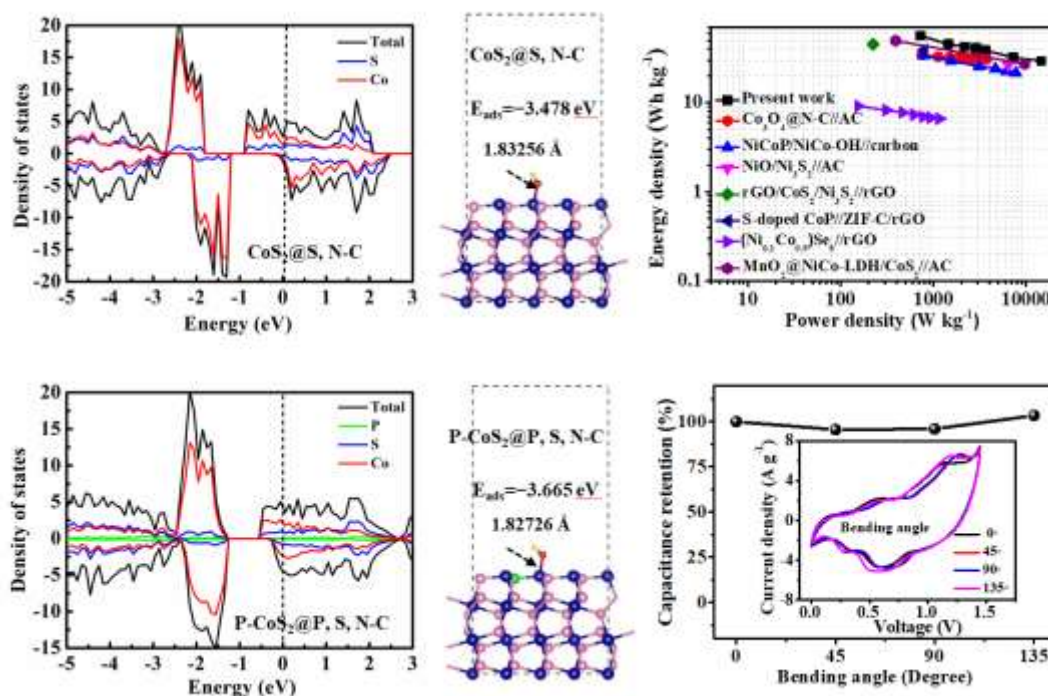 20
15
10
5
0
-5
-10
-15
-20
Density of states
Total
S
Co
CoS2@S, N-C
-5 -4 -3 -2 -1 0 1 2 3
Energy (eV)
CoS2@S, N-C
Eads=−3.478 eV
1.83256 Å
100
10
1
0.1
Energy density (Wh kg-1)
Present work
Co3O4@N-C//AC
NiCoP/NiCo-OH//carbon
NiO/Ni3S2//AC
rGO/CoS2/Ni3S2//rGO
S-doped CoP//ZIF-C/rGO
MnO2@NiCo-LDH/CoS2//AC
10 100 1000 10000
Power density (W kg-1)
20
15
10
5
0
-5
-10
-15
Density of states
Total
P
S
Co
P-CoS2@P, S, N-C
-5 -4 -3 -2 -1 0 1 2 3
Energy (eV)
P-CoS2@P, S, N-C
Eads=−3.665 eV
1.82726 Å
100
75
50
25
0
Capacitance retention (%)
8
4
0
-4
-8
Current density (A g-1)
Bending angle
0°
45°
90°
135°
0.0 0.5 1.0 1.5
Voltage (V)
0 45 90 135
Bending angle (Degree)